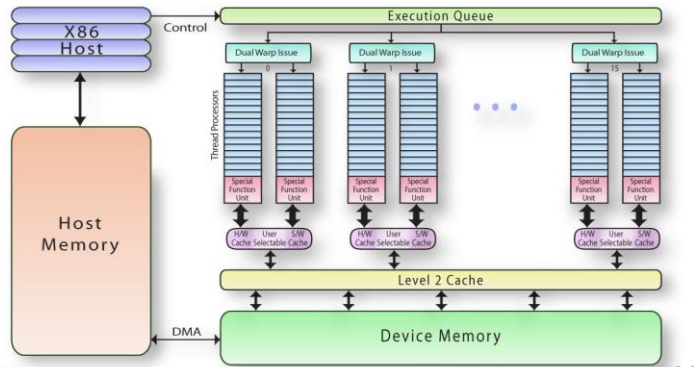 X86
Host
Control
Execution Queue
Dual Warp Issue
0
Dual Warp Issue
1
Dual Warp Issue
15
Thread Processors
Special
Function
Unit
Special
Function
Unit
Special
Function
Unit
Special
Function
Unit
Special
Function
Unit
Special
Function
Unit
H/W User S/W
Cache Selectable Cache
H/W User S/W
Cache Selectable Cache
H/W User S/W
Cache Selectable Cache
Host
Memory
Level 2 Cache
DMA
Device Memory